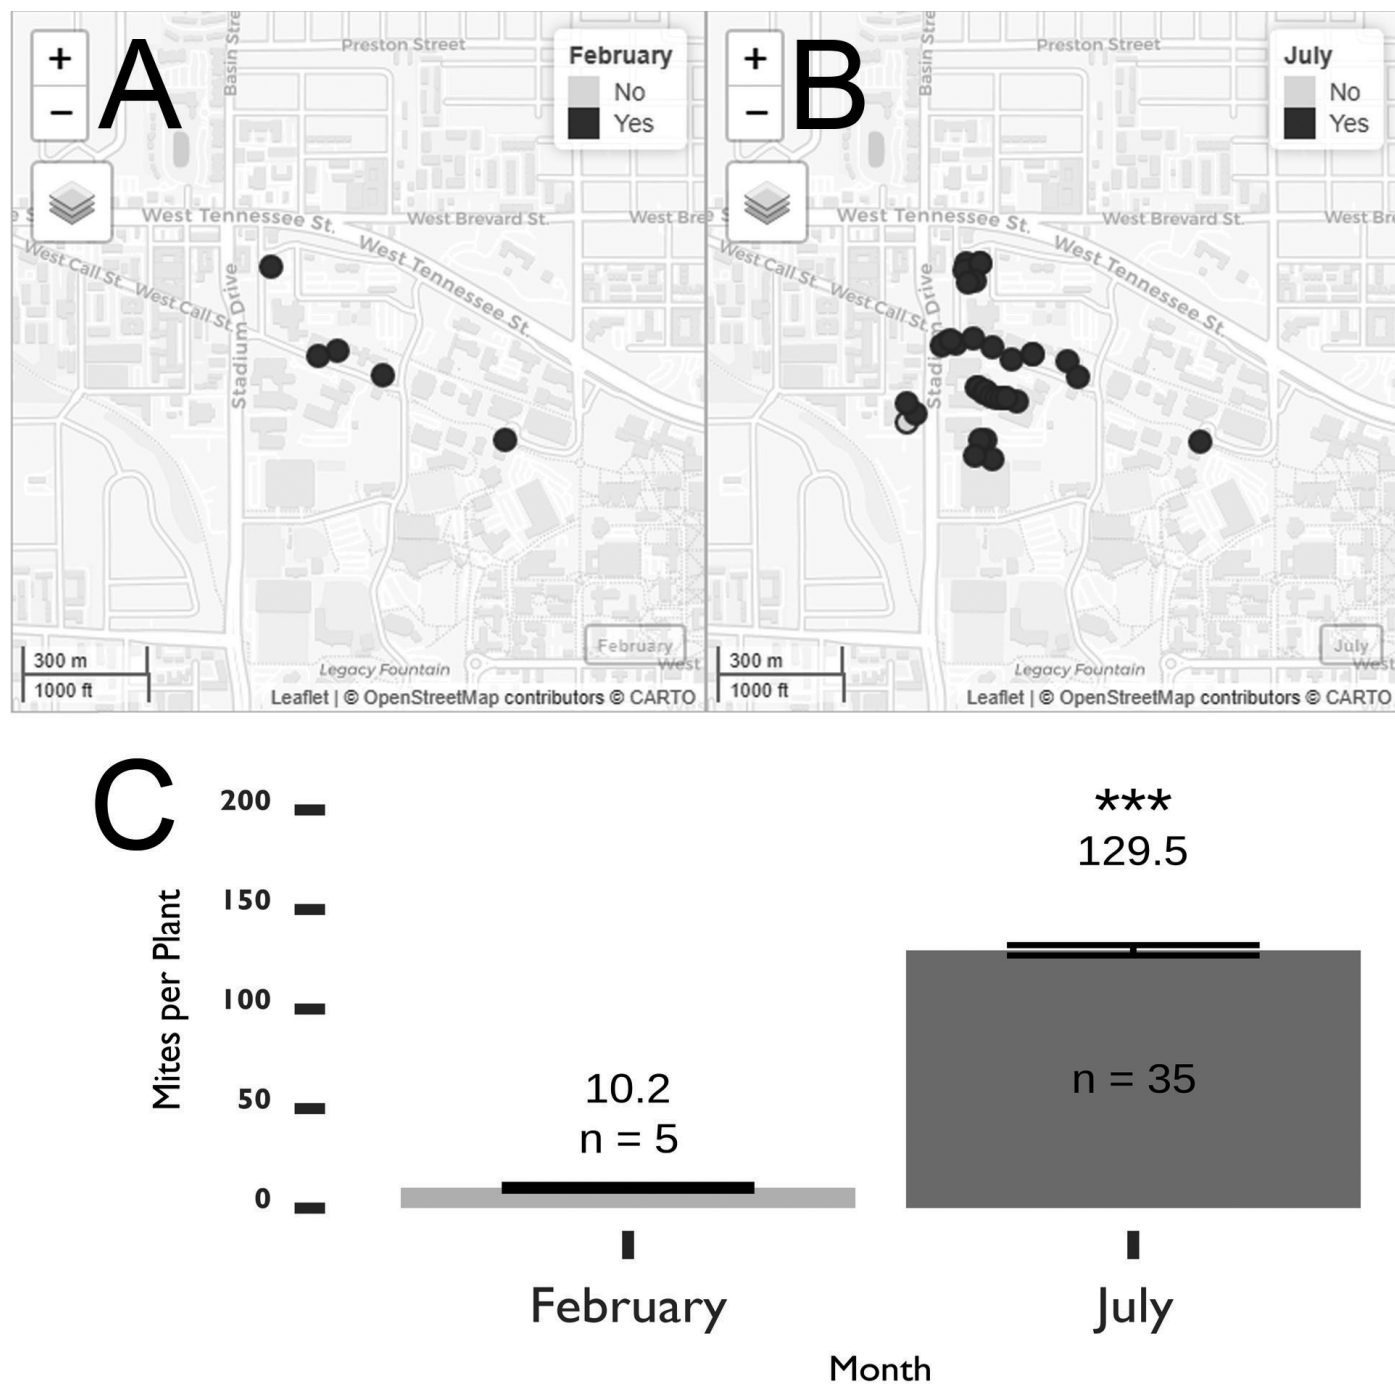 A
+
−
Preston Street
Basin Stre
February
No
Yes
West Tennessee St.
West Brevard St.
West Bre
West Call St.
West Call St.
West Tennessee St.
Stadium Drive
300 m
1000 ft
Legacy Fountain
February
West
Leaflet | © OpenStreetMap contributors © CARTO
B
+
−
Preston Street
Basin Stre
July
No
Yes
West Tennessee St.
West Brevard St.
West Br
West Call St.
West Call St.
West Tennessee St.
Stadium Drive
300 m
1000 ft
Legacy Fountain
July
West
Leaflet | © OpenStreetMap contributors © CARTO
C
Mites per Plant
200
150
100
50
0
10.2
n = 5
***
129.5
n = 35
February
July
Month